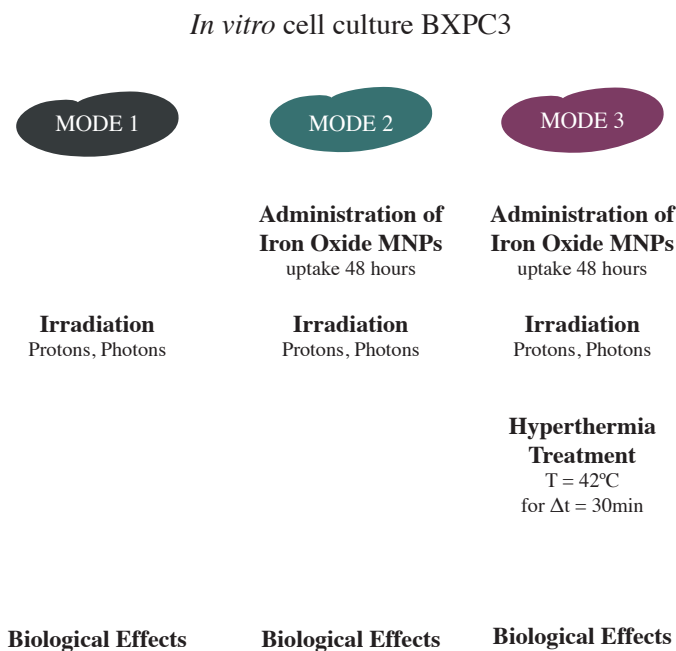 In vitro cell culture BXPC3
MODE 1
MODE 2
MODE 3
Administration of
Iron Oxide MNPs
uptake 48 hours
Administration of
Iron Oxide MNPs
uptake 48 hours
Irradiation
Protons, Photons
Irradiation
Protons, Photons
Irradiation
Protons, Photons
Hyperthermia
Treatment
T = 42ºC
for Δt = 30min
Biological Effects
Biological Effects
Biological Effects